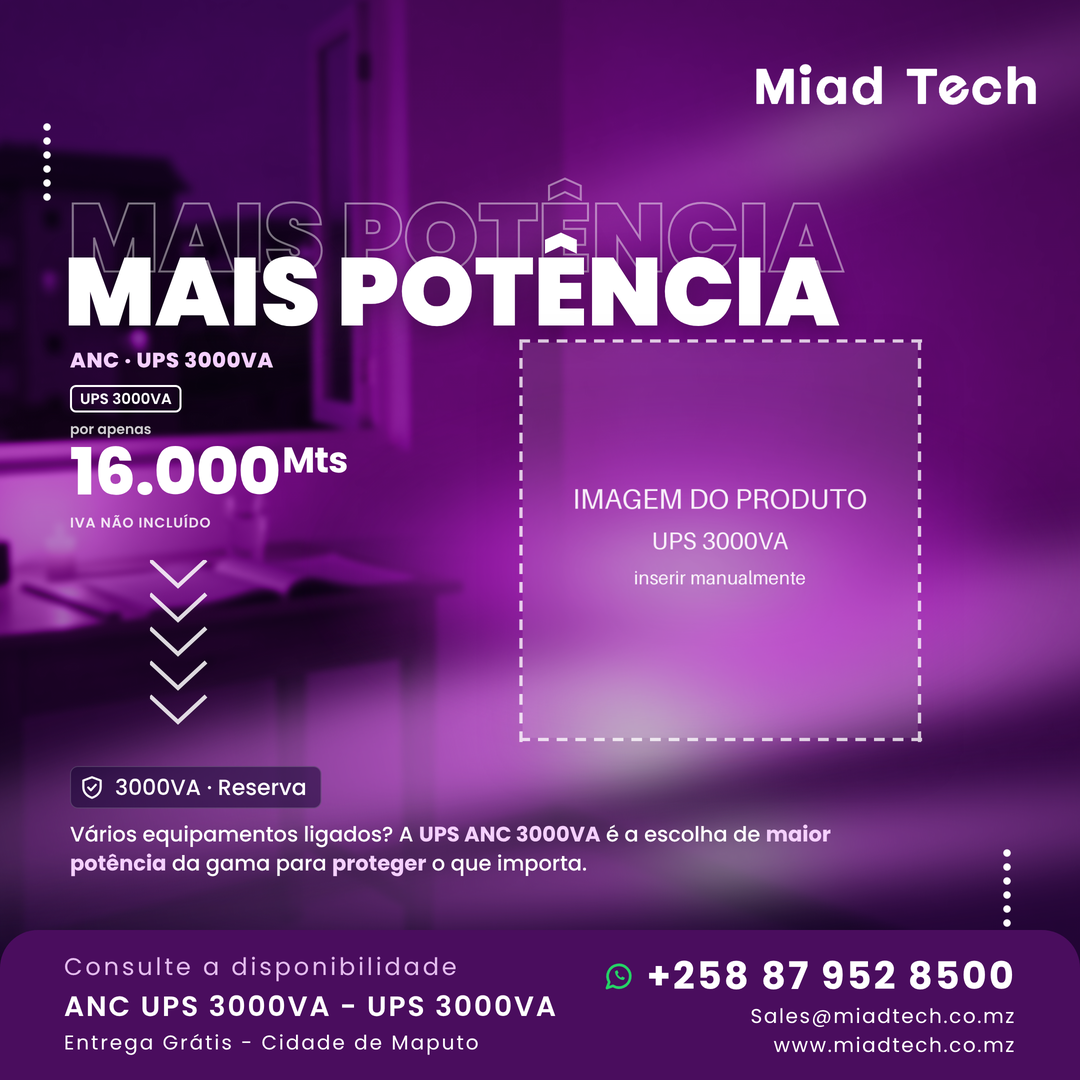 Miad Tech
MAIS POTÊNCIA
MAIS POTÊNCIA
ANC · UPS 3000VA
UPS 3000VA
por apenas
16.000Mts
IVA NÃO INCLUÍDO
IMAGEM DO PRODUTO
UPS 3000VA
inserir manualmente
3000VA · Reserva
Vários equipamentos ligados? A UPS ANC 3000VA é a escolha de maior
potência da gama para proteger o que importa.
Consulte a disponibilidade
ANC UPS 3000VA – UPS 3000VA
Entrega Grátis – Cidade de Maputo
+258 87 952 8500
Sales@miadtech.co.mz
www.miadtech.co.mz